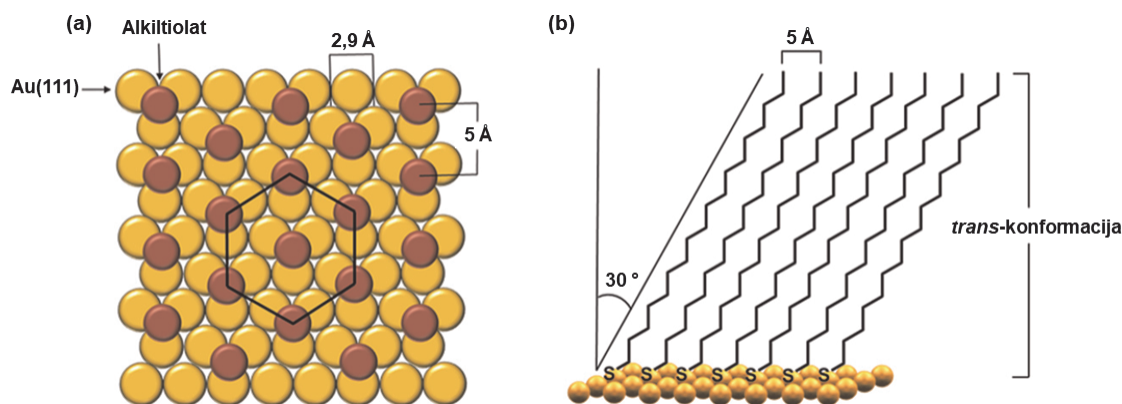 (a)
Alkiltiolat
2,9 Å
Au(111)
5 Å
(b)
5 Å
30 °
trans-konformacija
S S S S S S S